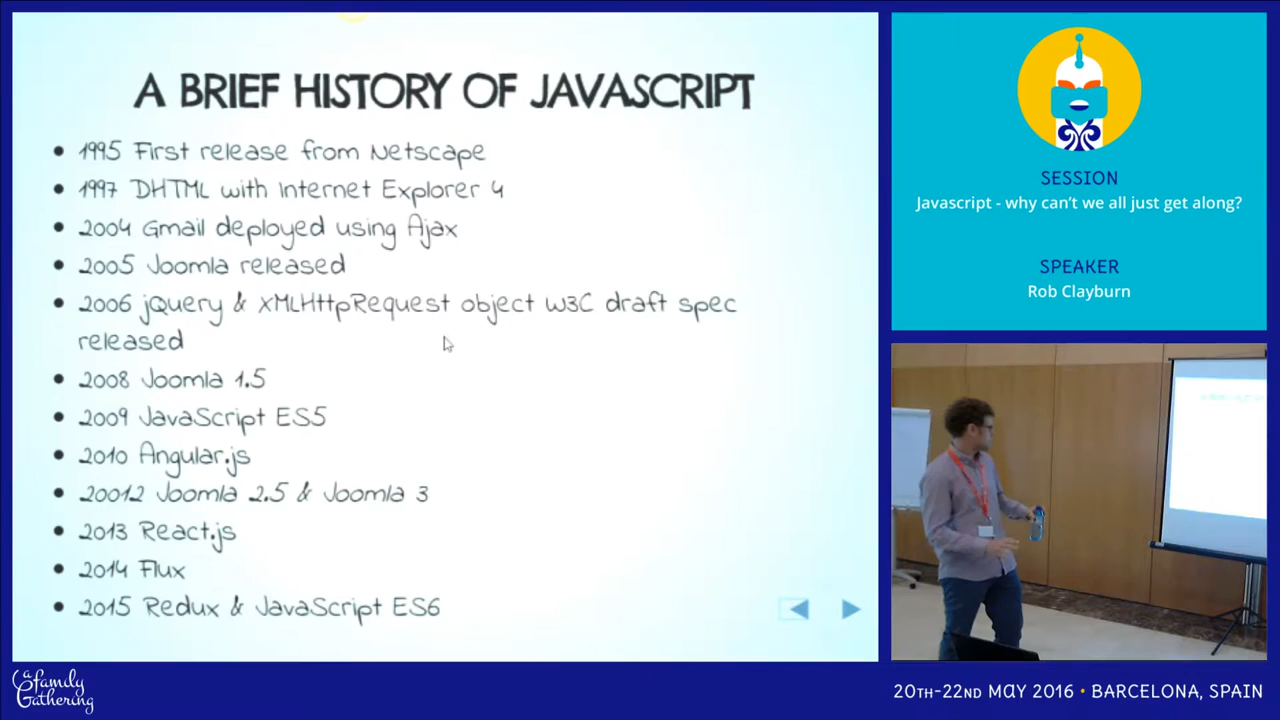 A BRIEF HISTORY OF JAVASCRIPT
1995 First release from Netscape
1997 DHTML with Internet Explorer 4
2004 Gmail deployed using Ajax
2005 Joomla released
2006 jQuery & XMLHttpRequest object W3C draft spec
released
2008 Joomla 1.5
2009 JavaScript ES5
2010 Angular.js
20012 Joomla 2.5 & Joomla 3
2013 React.js
2014 Flux
2015 Redux & JavaScript ES6
SESSION
Javascript - why can't we all just get along?
SPEAKER
Rob Clayburn
a family
Gathering
20TH-22ND MAY 2016 • BARCELONA, SPAIN